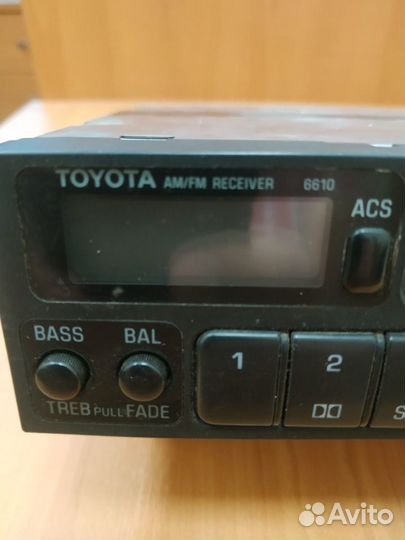 TOYOTA AM/FM RECEIVER 6610
ACS
BASS BAL
1 2
TREB PULL FADE
S
Avito